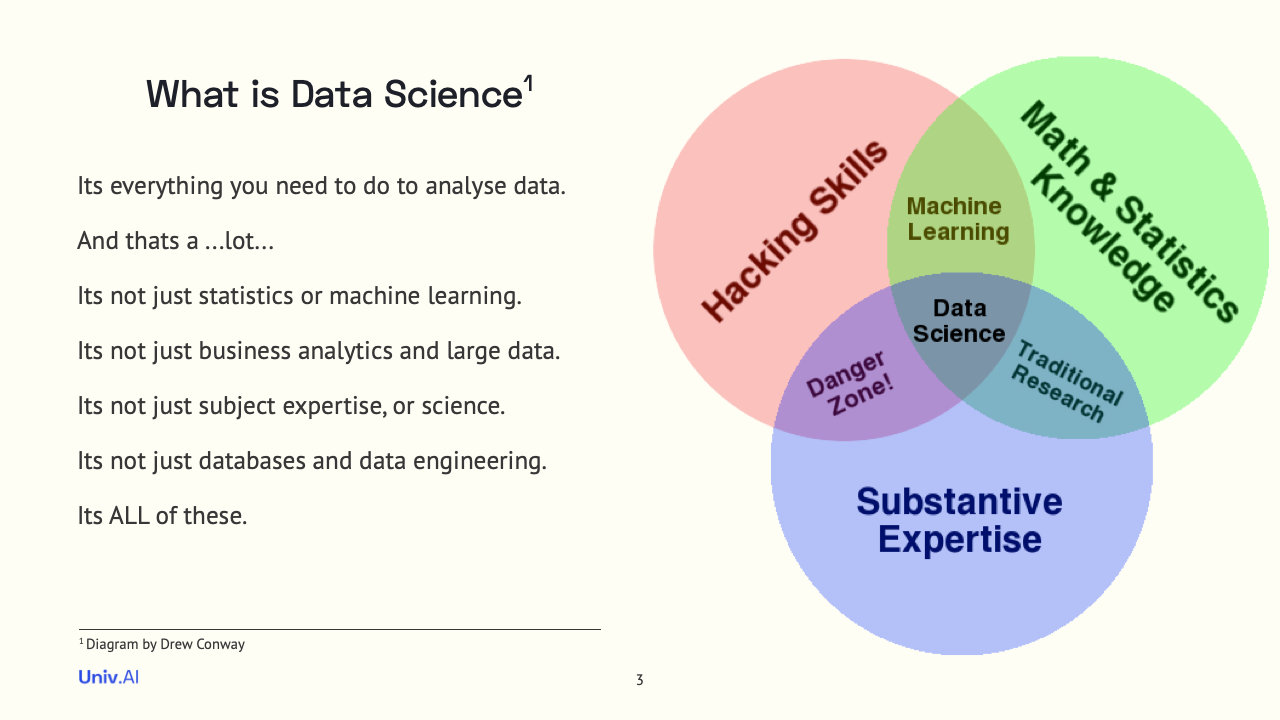 What is Data Science¹
Its everything you need to do to analyse data.
And thats a ...lot...
Its not just statistics or machine learning.
Its not just business analytics and large data.
Its not just subject expertise, or science.
Its not just databases and data engineering.
Its ALL of these.
Hacking Skills
Math & Statistics
Knowledge
Machine
Learning
Data
Science
Danger
Zone!
Traditional
Research
Substantive
Expertise
¹ Diagram by Drew Conway
Univ.AI
3